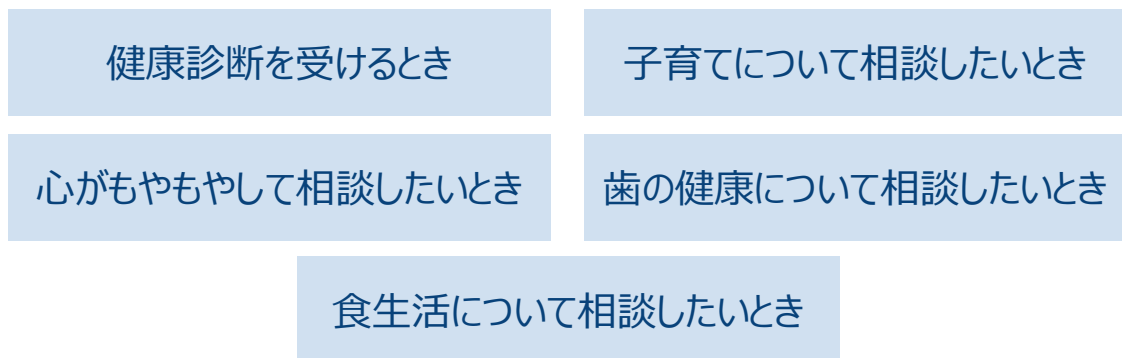 健康診断を受けるとき
子育てについて相談したいとき
心がもやもやして相談したいとき
歯の健康について相談したいとき
食生活について相談したいとき